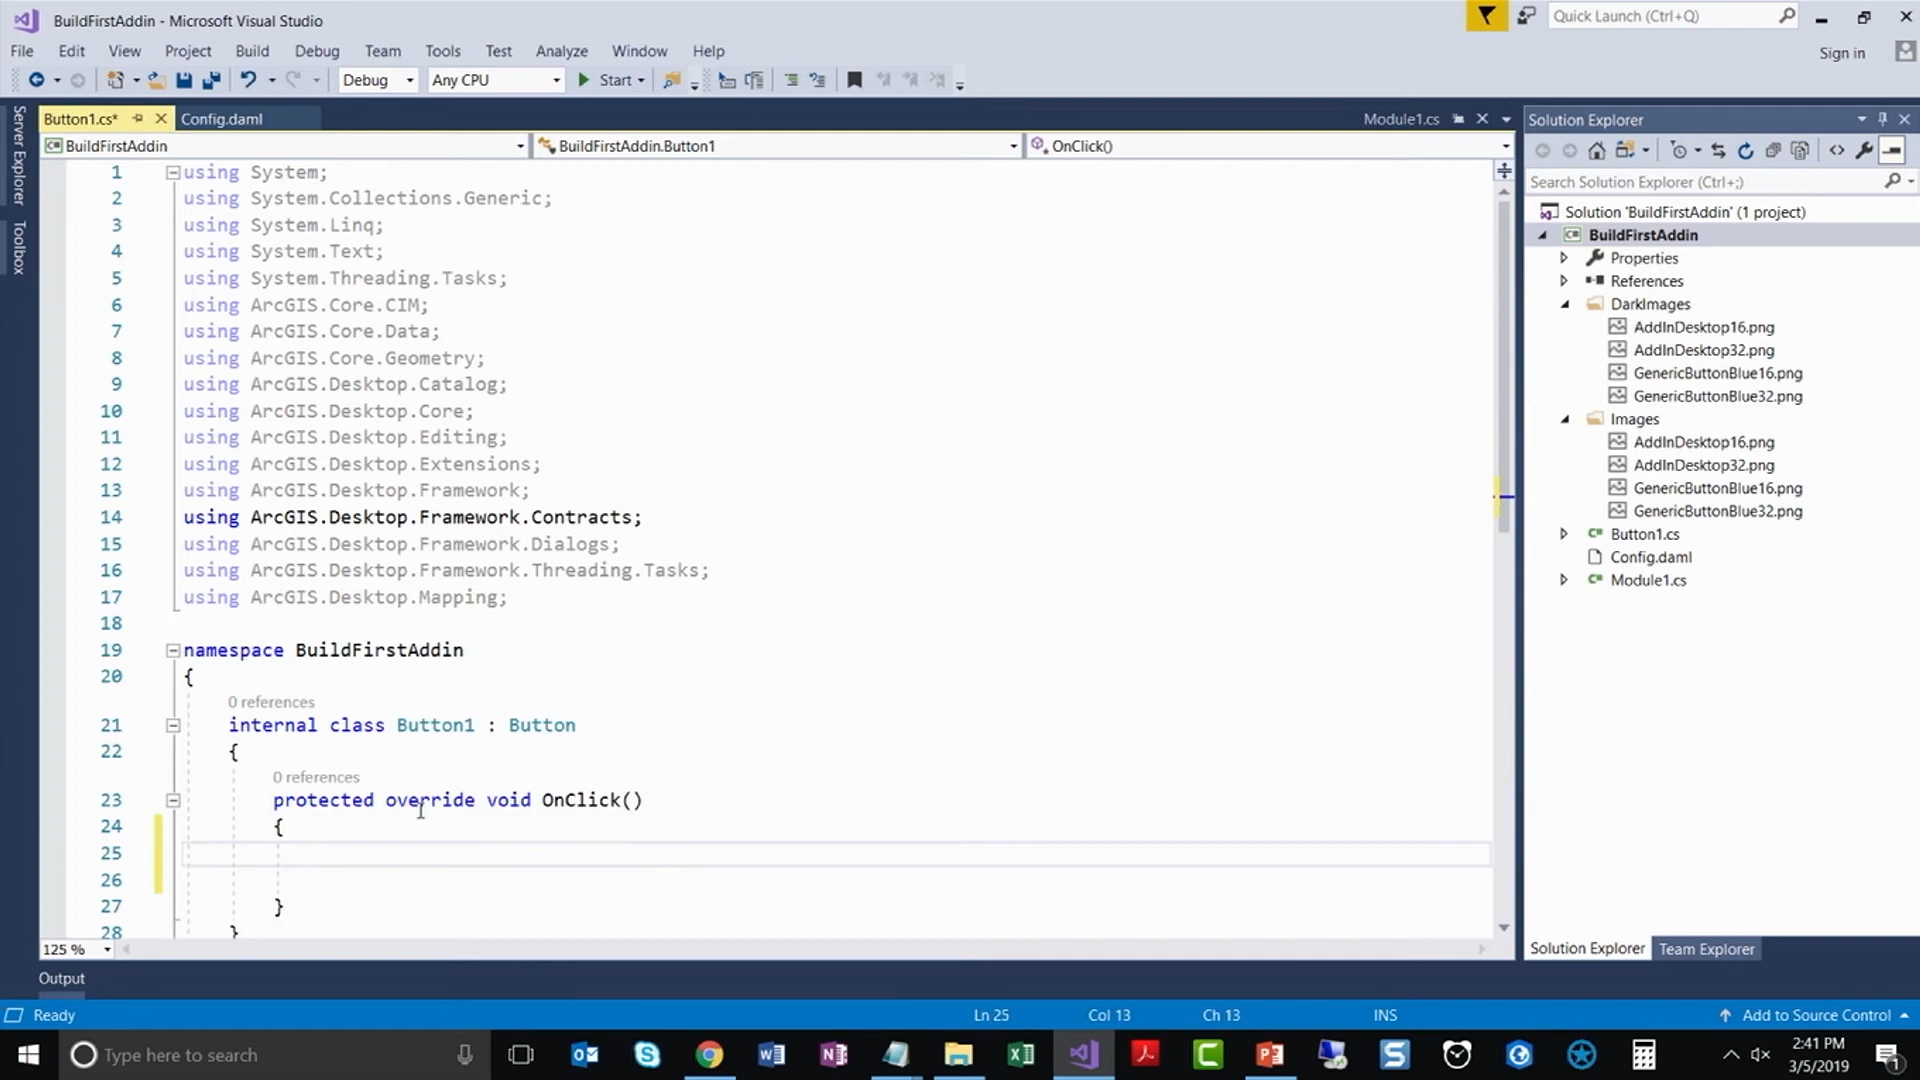 BuildFirstAddin - Microsoft Visual Studio
Quick Launch (Ctrl+Q)
File Edit View Project Build Debug Team Tools Test Analyze Window Help
Sign in
Debug Any CPU Start
Server Explorer
Toolbox
Button1.cs* Config.daml Module1.cs
BuildFirstAddin BuildFirstAddin.Button1 OnClick()
1 using System;
2 using System.Collections.Generic;
3 using System.Linq;
4 using System.Text;
5 using System.Threading.Tasks;
6 using ArcGIS.Core.CIM;
7 using ArcGIS.Core.Data;
8 using ArcGIS.Core.Geometry;
9 using ArcGIS.Desktop.Catalog;
10 using ArcGIS.Desktop.Core;
11 using ArcGIS.Desktop.Editing;
12 using ArcGIS.Desktop.Extensions;
13 using ArcGIS.Desktop.Framework;
14 using ArcGIS.Desktop.Framework.Contracts;
15 using ArcGIS.Desktop.Framework.Dialogs;
16 using ArcGIS.Desktop.Framework.Threading.Tasks;
17 using ArcGIS.Desktop.Mapping;
18
19 namespace BuildFirstAddin
20 {
0 references
21 internal class Button1 : Button
22 {
0 references
23 protected override void OnClick()
24 {
25
26
27 }
28 }
125 %
Output
Solution Explorer
Search Solution Explorer (Ctrl+;)
Solution 'BuildFirstAddin' (1 project)
BuildFirstAddin
Properties
References
DarkImages
AddInDesktop16.png
AddInDesktop32.png
GenericButtonBlue16.png
GenericButtonBlue32.png
Images
AddInDesktop16.png
AddInDesktop32.png
GenericButtonBlue16.png
GenericButtonBlue32.png
Button1.cs
Config.daml
Module1.cs
Solution Explorer Team Explorer
Ready Ln 25 Col 13 Ch 13 INS Add to Source Control
Type here to search
2:41 PM
3/5/2019
1